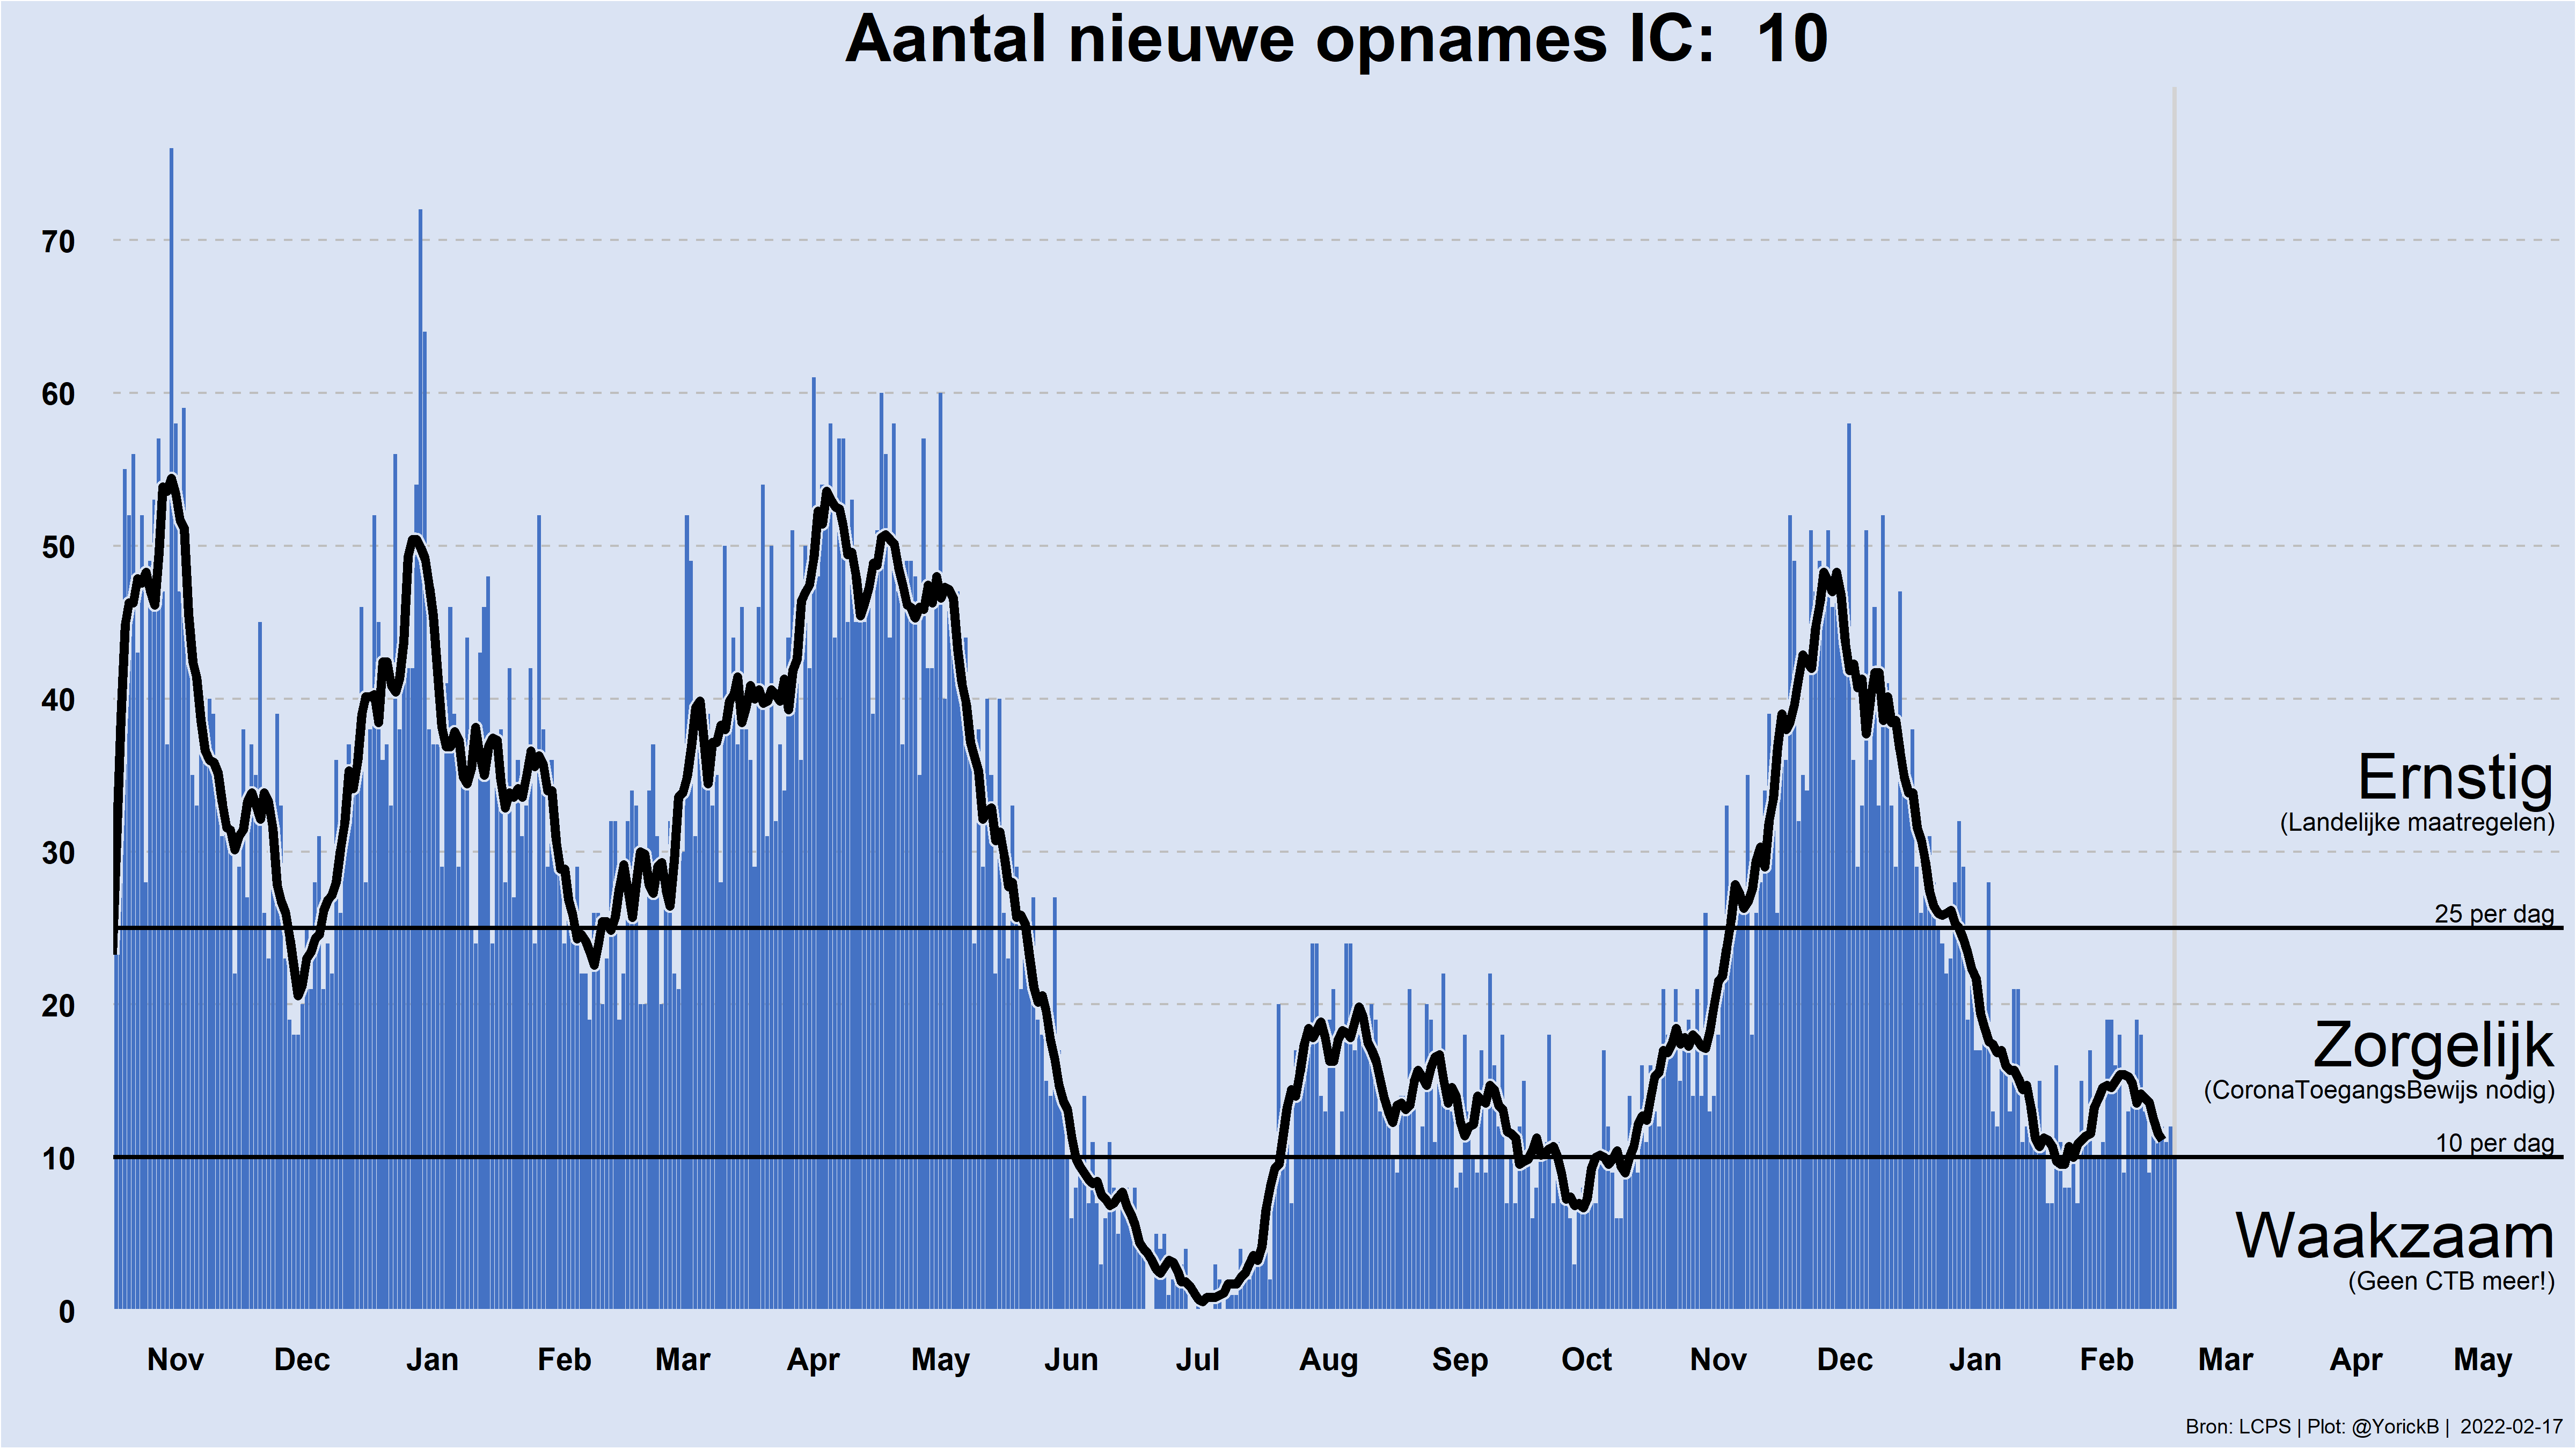 Aantal nieuwe opnames IC:  10
70
60
50
40
30
20
10
0
Ernstig
(Landelijke maatregelen)
25 per dag
Zorgelijk
(CoronaToegangsBewijs nodig)
10 per dag
Waakzaam
(Geen CTB meer!)
Nov Dec Jan Feb Mar Apr May Jun Jul Aug Sep Oct Nov Dec Jan Feb Mar Apr May
Bron: LCPS | Plot: @YorickB |  2022-02-17